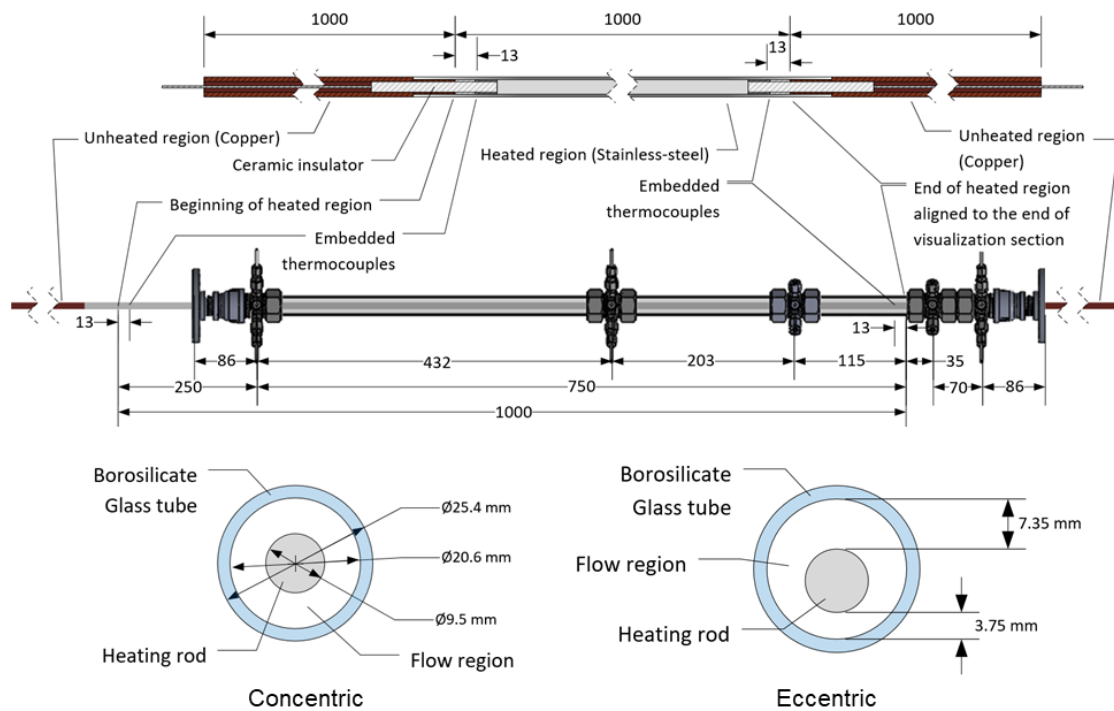 1000
1000
1000
13
13
Unheated region (Copper)
Ceramic insulator
Heated region (Stainless-steel)
Unheated region
(Copper)
Beginning of heated region
Embedded
thermocouples
Embedded
thermocouples
End of heated region
aligned to the end of
visualization section
13
13
86
432
203
115
35
250
750
70
86
1000
Borosilicate
Glass tube
Ø25.4 mm
Ø20.6 mm
Ø9.5 mm
Heating rod
Flow region
Concentric
Borosilicate
Glass tube
7.35 mm
Flow region
Heating rod
3.75 mm
Eccentric